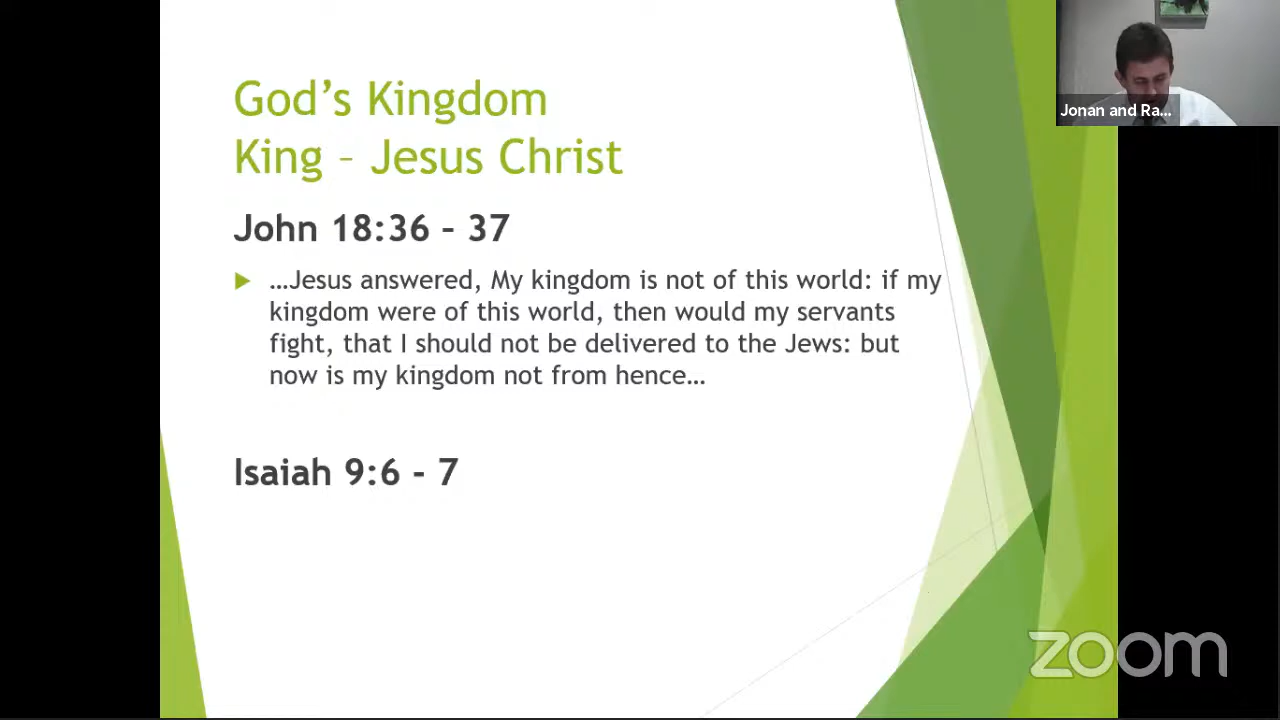 God’s Kingdom
King – Jesus Christ
John 18:36 – 37
…Jesus answered, My kingdom is not of this world: if my
kingdom were of this world, then would my servants
fight, that I should not be delivered to the Jews: but
now is my kingdom not from hence…
Isaiah 9:6 - 7
Jonan and Ra...
zoom